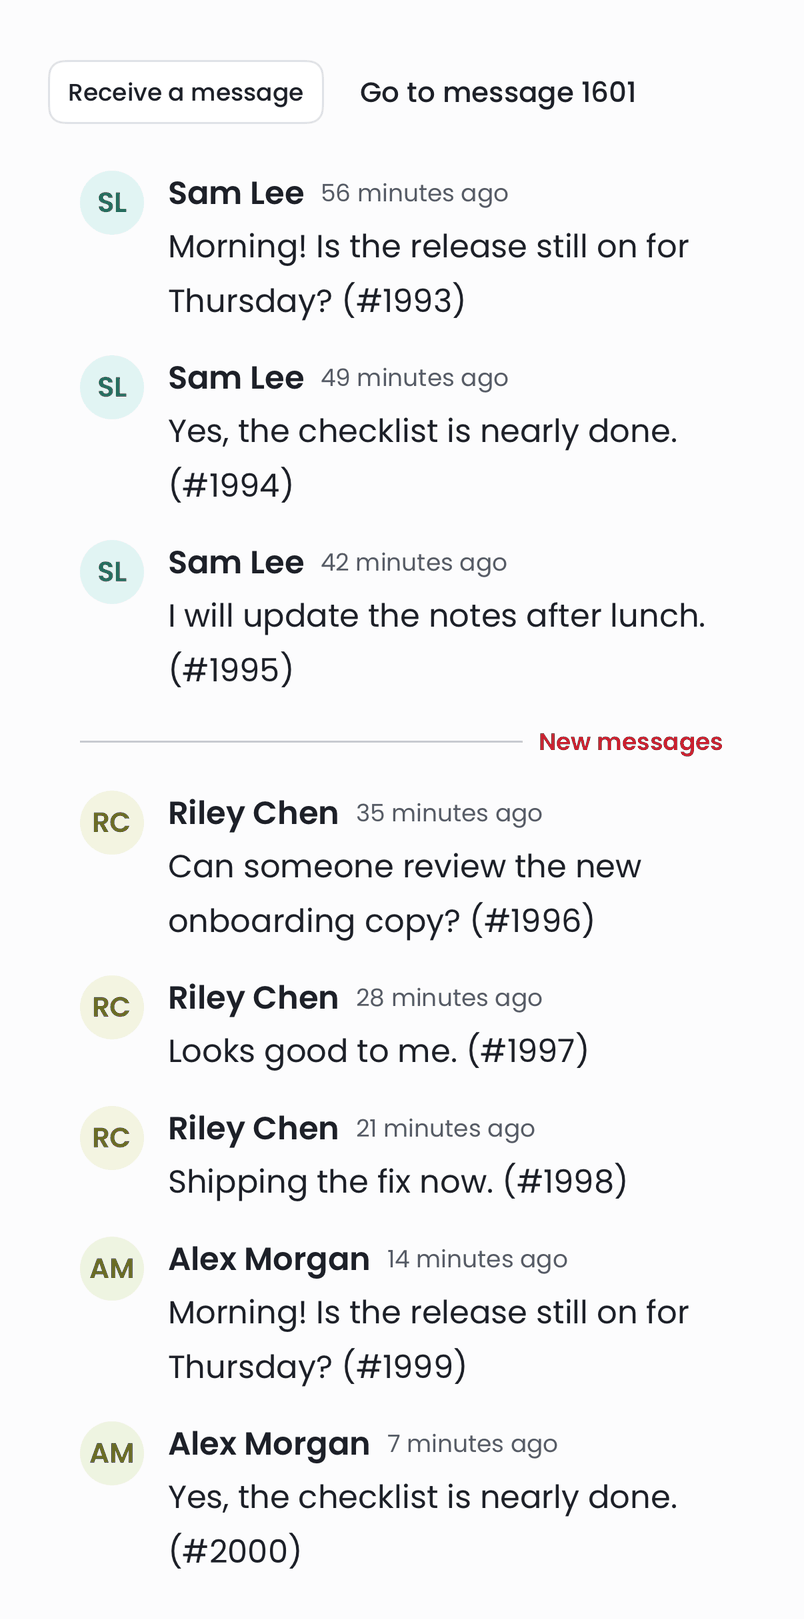 Receive a message
Go to message 1601
SL
Sam Lee 56 minutes ago
Morning! Is the release still on for
Thursday? (#1993)
SL
Sam Lee 49 minutes ago
Yes, the checklist is nearly done.
(#1994)
SL
Sam Lee 42 minutes ago
I will update the notes after lunch.
(#1995)
New messages
RC
Riley Chen 35 minutes ago
Can someone review the new
onboarding copy? (#1996)
RC
Riley Chen 28 minutes ago
Looks good to me. (#1997)
RC
Riley Chen 21 minutes ago
Shipping the fix now. (#1998)
AM
Alex Morgan 14 minutes ago
Morning! Is the release still on for
Thursday? (#1999)
AM
Alex Morgan 7 minutes ago
Yes, the checklist is nearly done.
(#2000)